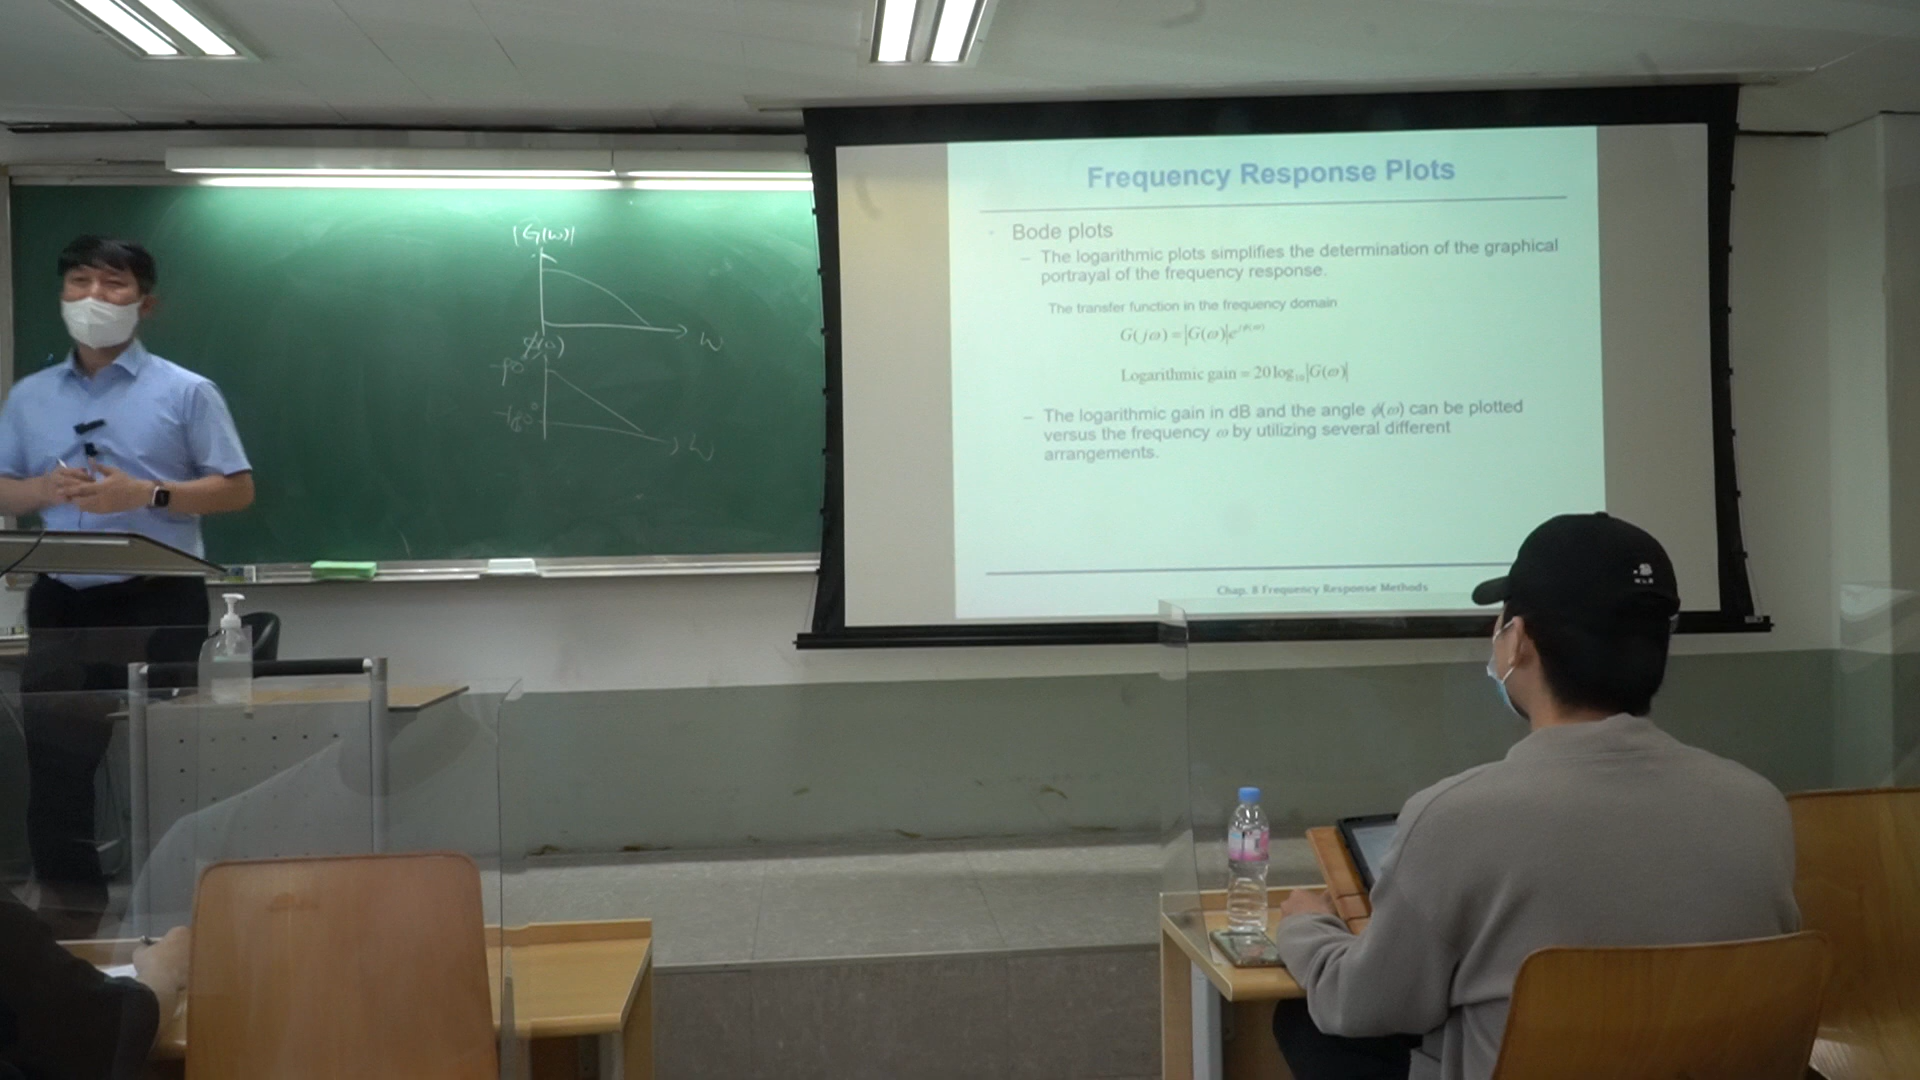 |G(ω)|
ω
ϕ(ω)
-90°
-180°
ω
Frequency Response Plots
Bode plots
– The logarithmic plots simplifies the determination of the graphical
portrayal of the frequency response.
The transfer function in the frequency domain
G(jω) = |G(ω)|e^{jϕ(ω)}
Logarithmic gain = 20 log₁₀|G(ω)|
– The logarithmic gain in dB and the angle ϕ(ω) can be plotted
versus the frequency ω by utilizing several different
arrangements.
Chap. 8 Frequency Response Methods